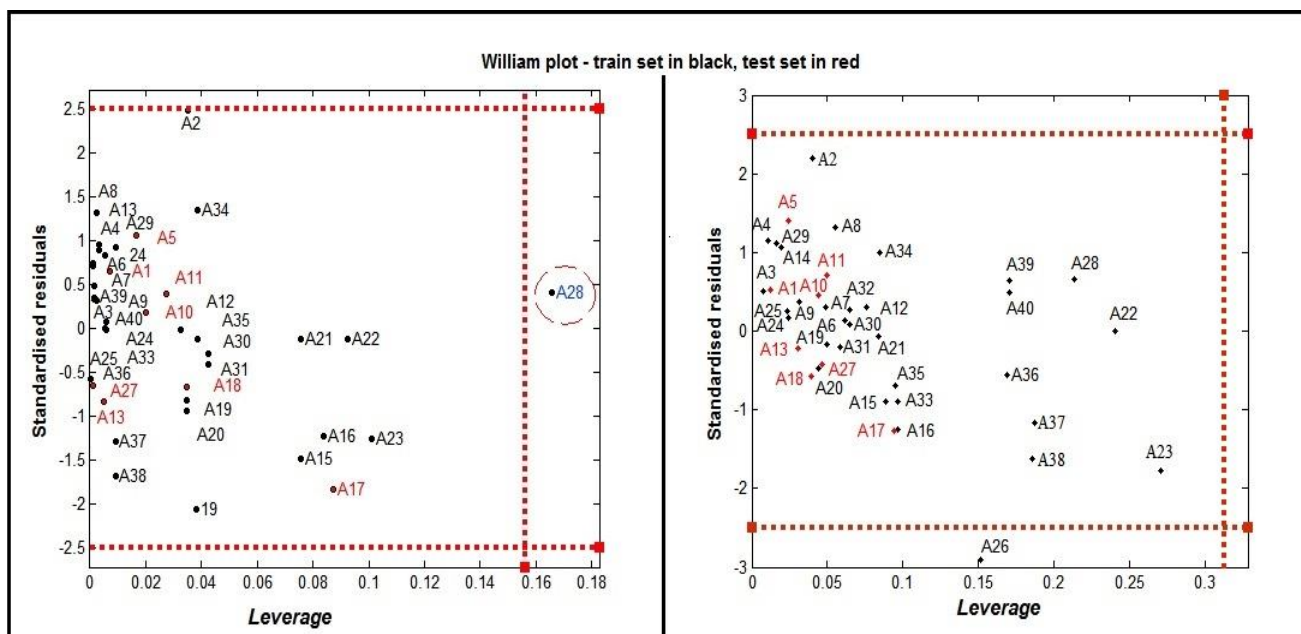 William plot - train set in black, test set in red
Standardised residuals
2.5
2
1.5
1
0.5
0
-0.5
-1
-1.5
-2
-2.5
A2
A8
A13
A34
A29
A4
A5
24
A6
A1
A7
A11
A28
A39
A9
A12
A3
A10
A40
A35
A24
A30
A21
A22
A25
A33
A31
A36
A27
A18
A13
A19
A20
A37
A16
A23
A15
A38
A17
19
0 0.02 0.04 0.06 0.08 0.1 0.12 0.14 0.16 0.18
Leverage
Standardised residuals
3
2
1
0
-1
-2
-3
A2
A5
A4
A8
A29
A14
A34
A3
A11
A39
A28
A1
A10
A32
A40
A25
A9
A7
A12
A24
A6
A30
A22
A19
A13
A31
A21
A27
A18
A20
A35
A36
A15
A33
A17
A16
A37
A38
A23
A26
0 0.05 0.1 0.15 0.2 0.25 0.3
Leverage